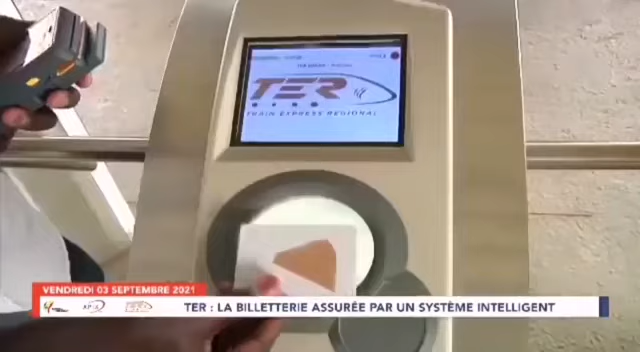 TER
TRAIN EXPRESS REGIONAL
VENDREDI 03 SEPTEMBRE 2021
TER : LA BILLETTERIE ASSURÉE PAR UN SYSTÈME INTELLIGENT